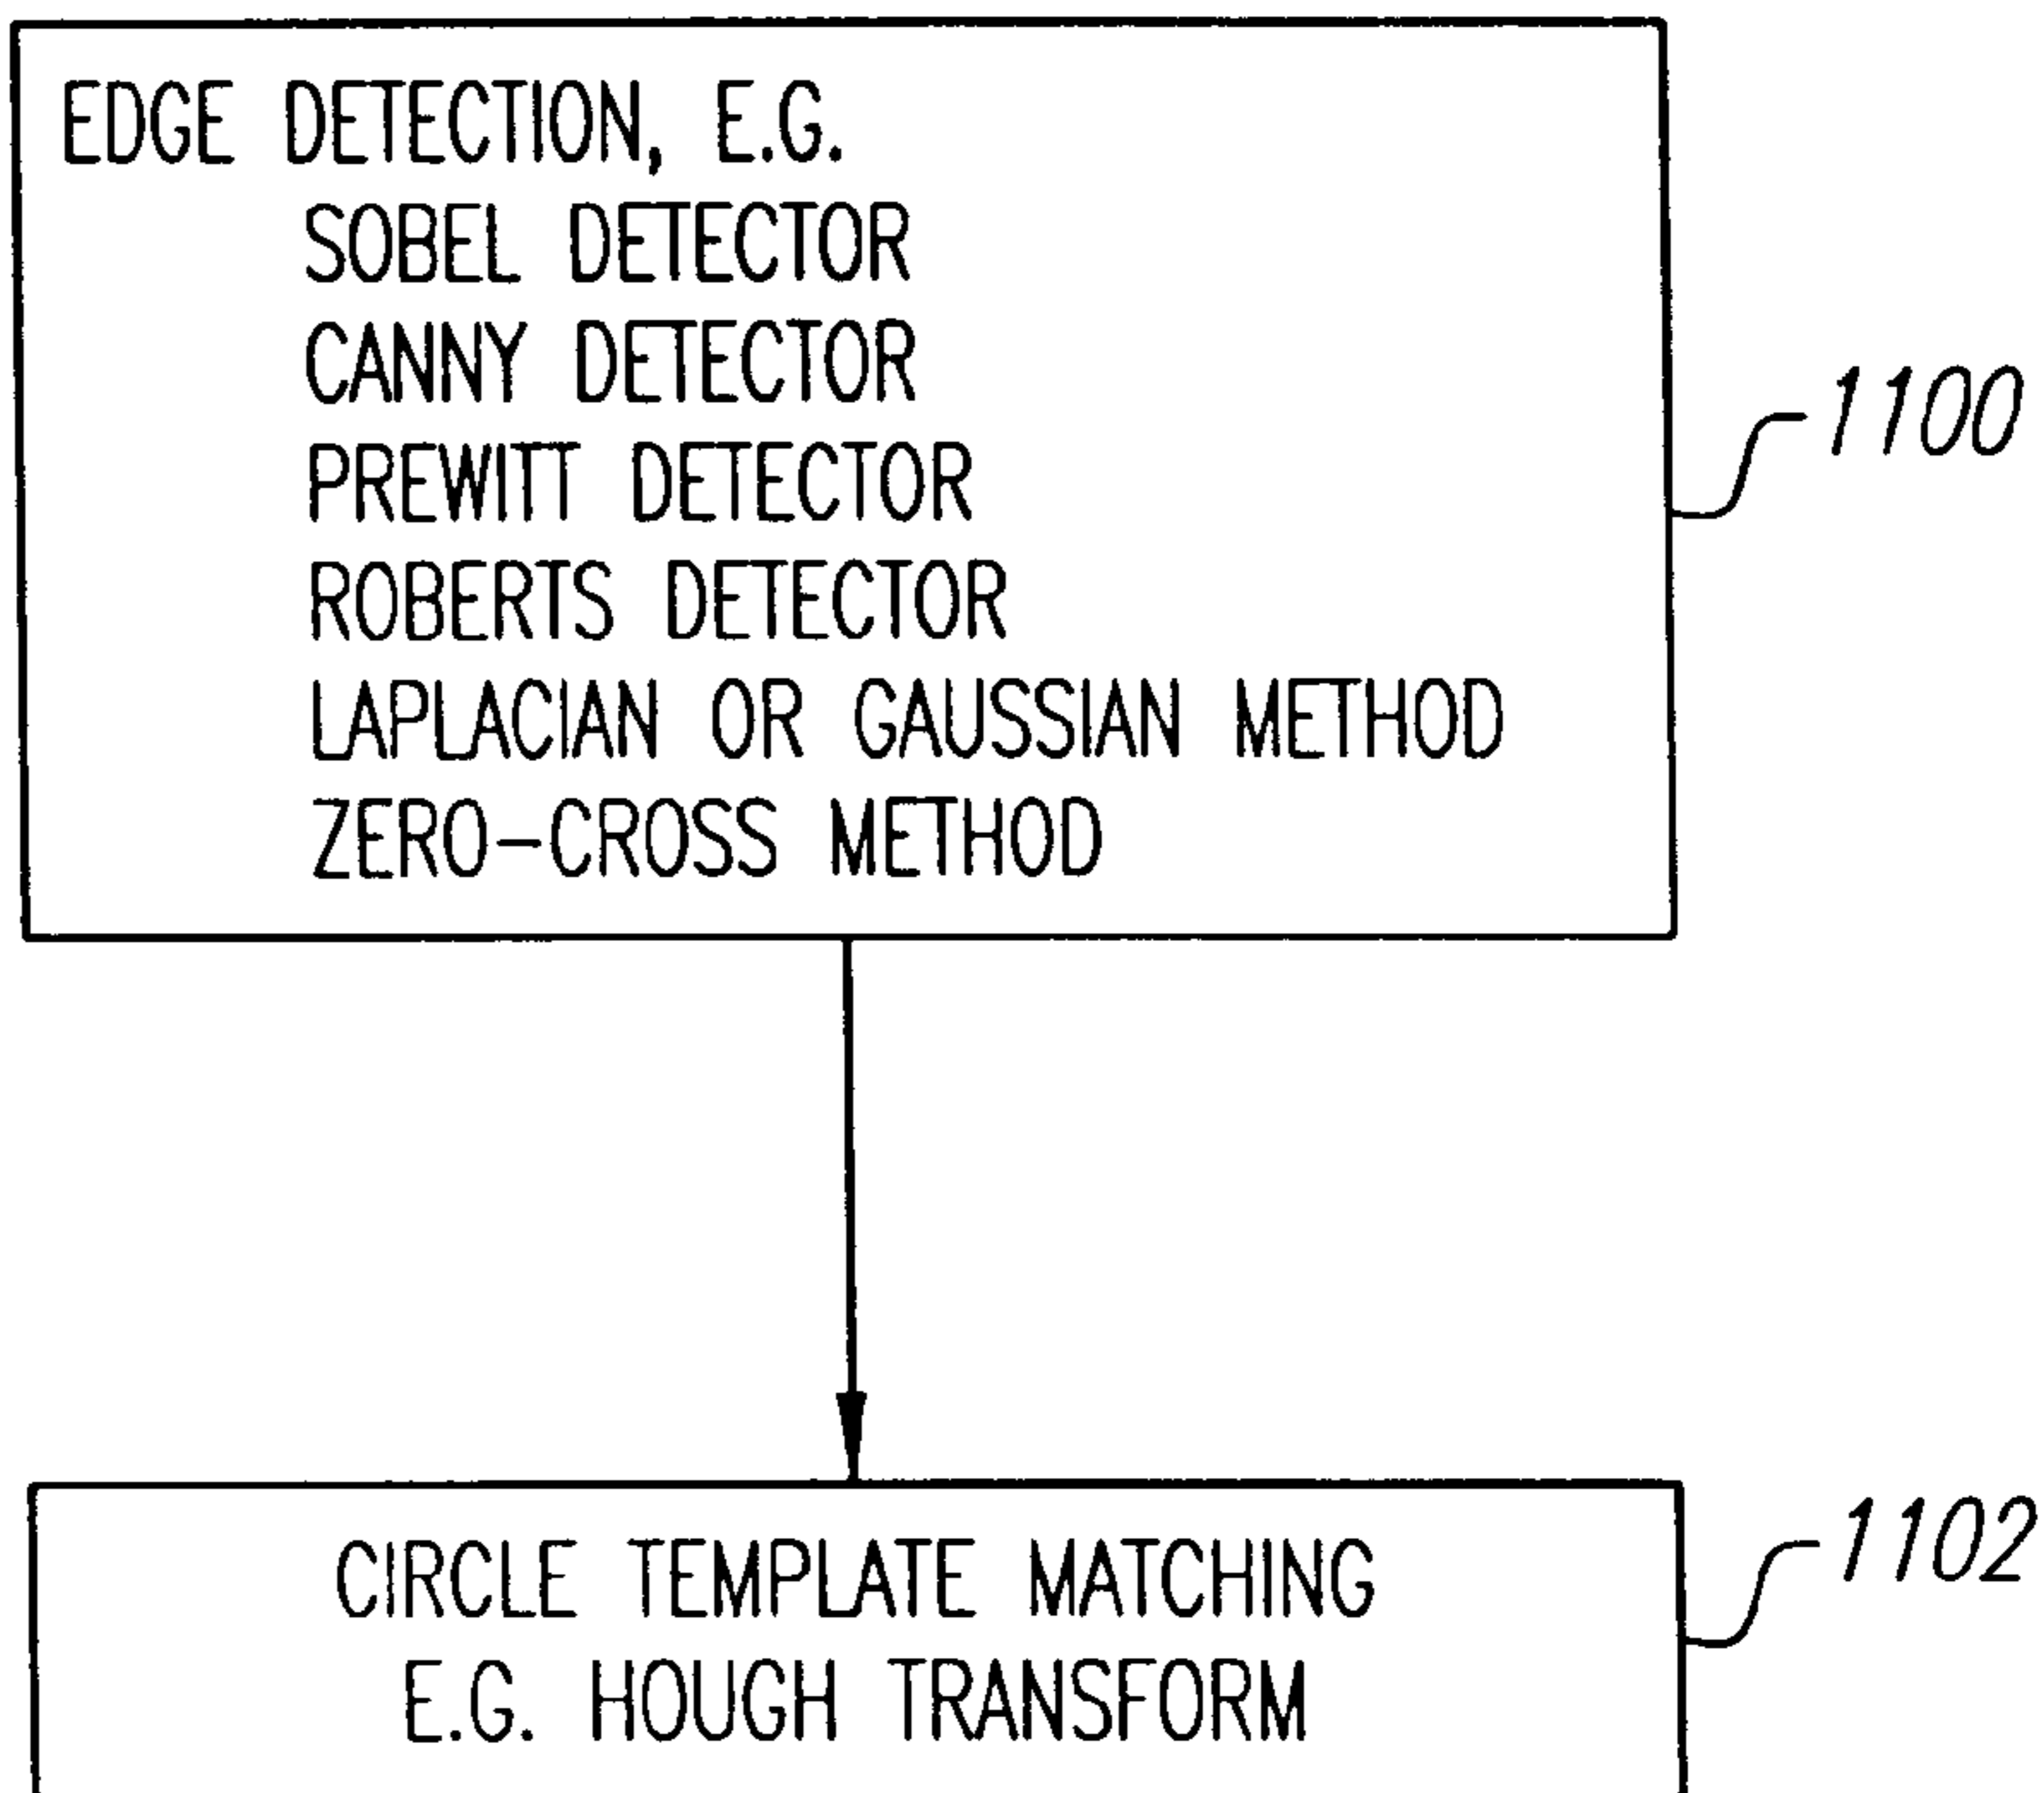 EDGE DETECTION, E.G.
SOBEL DETECTOR
CANNY DETECTOR
PREWITT DETECTOR
ROBERTS DETECTOR
LAPLACIAN OR GAUSSIAN METHOD
ZERO-CROSS METHOD
1100
CIRCLE TEMPLATE MATCHING
E.G. HOUGH TRANSFORM
1102